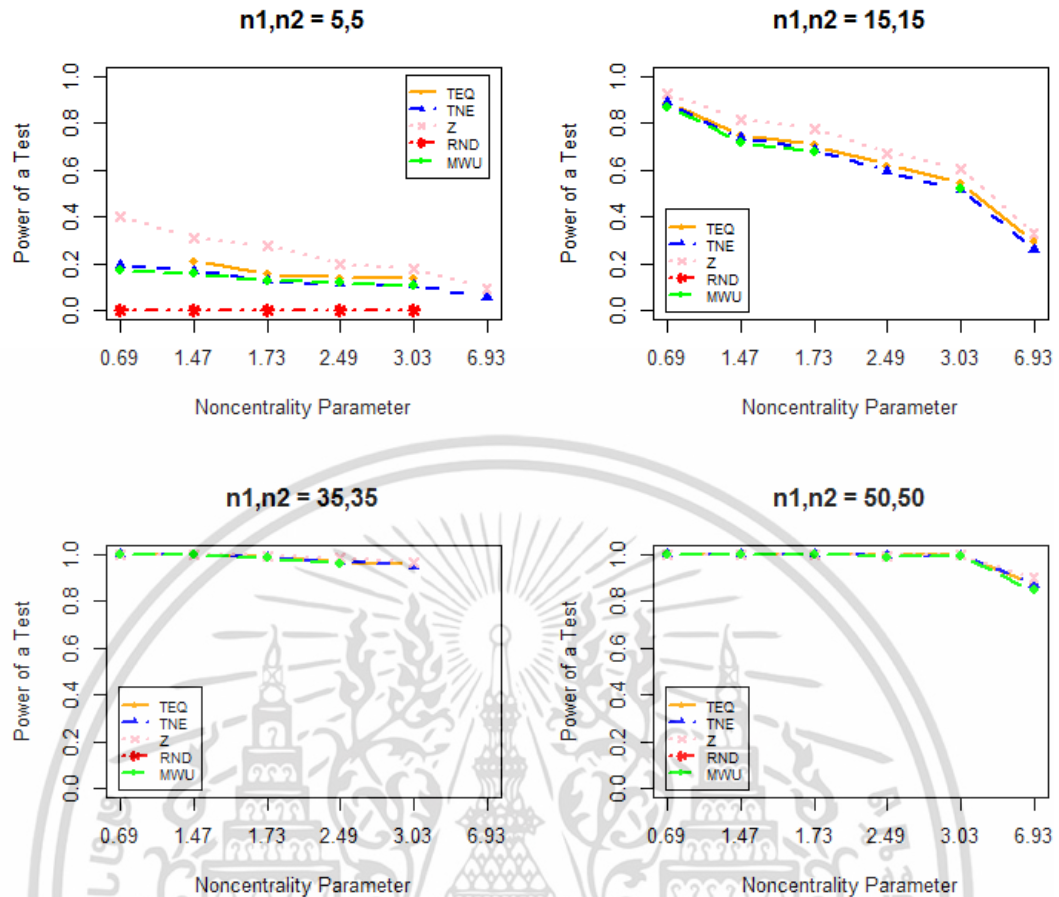 n1,n2 = 5,5
Power of a Test
1.0
0.8
0.6
0.4
0.2
0.0
TEQ
TNE
Z
RND
MWU
0.69 1.47 1.73 2.49 3.03 6.93
Noncentrality Parameter
n1,n2 = 15,15
Power of a Test
1.0
0.8
0.6
0.4
0.2
0.0
TEQ
TNE
Z
RND
MWU
0.69 1.47 1.73 2.49 3.03 6.93
Noncentrality Parameter
n1,n2 = 35,35
Power of a Test
1.0
0.8
0.6
0.4
0.2
0.0
TEQ
TNE
Z
RND
MWU
0.69 1.47 1.73 2.49 3.03 6.93
Noncentrality Parameter
n1,n2 = 50,50
Power of a Test
1.0
0.8
0.6
0.4
0.2
0.0
TEQ
TNE
Z
RND
MWU
0.69 1.47 1.73 2.49 3.03 6.93
Noncentrality Parameter